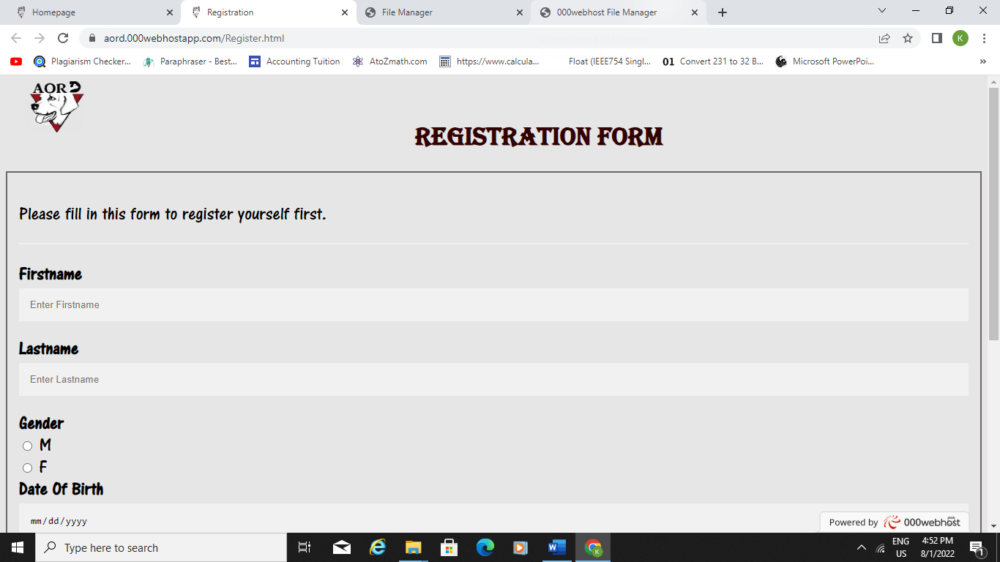 Homepage
Registration
File Manager
000webhost File Manager
aord.000webhostapp.com/Register.html
K
Plagiarism Checker...
Paraphraser - Best...
Accounting Tuition
AtoZmath.com
https://www.calcula...
Float (IEEE754 Singl...
01 Convert 231 to 32 B...
Microsoft PowerPoi...
»
AOR D
REGISTRATION FORM
Please fill in this form to register yourself first.
Firstname
Enter Firstname
Lastname
Enter Lastname
Gender
M
F
Date Of Birth
mm/dd/yyyy
Powered by 000webhost
Type here to search
W
K
ENG
US
4:52 PM
8/1/2022
1